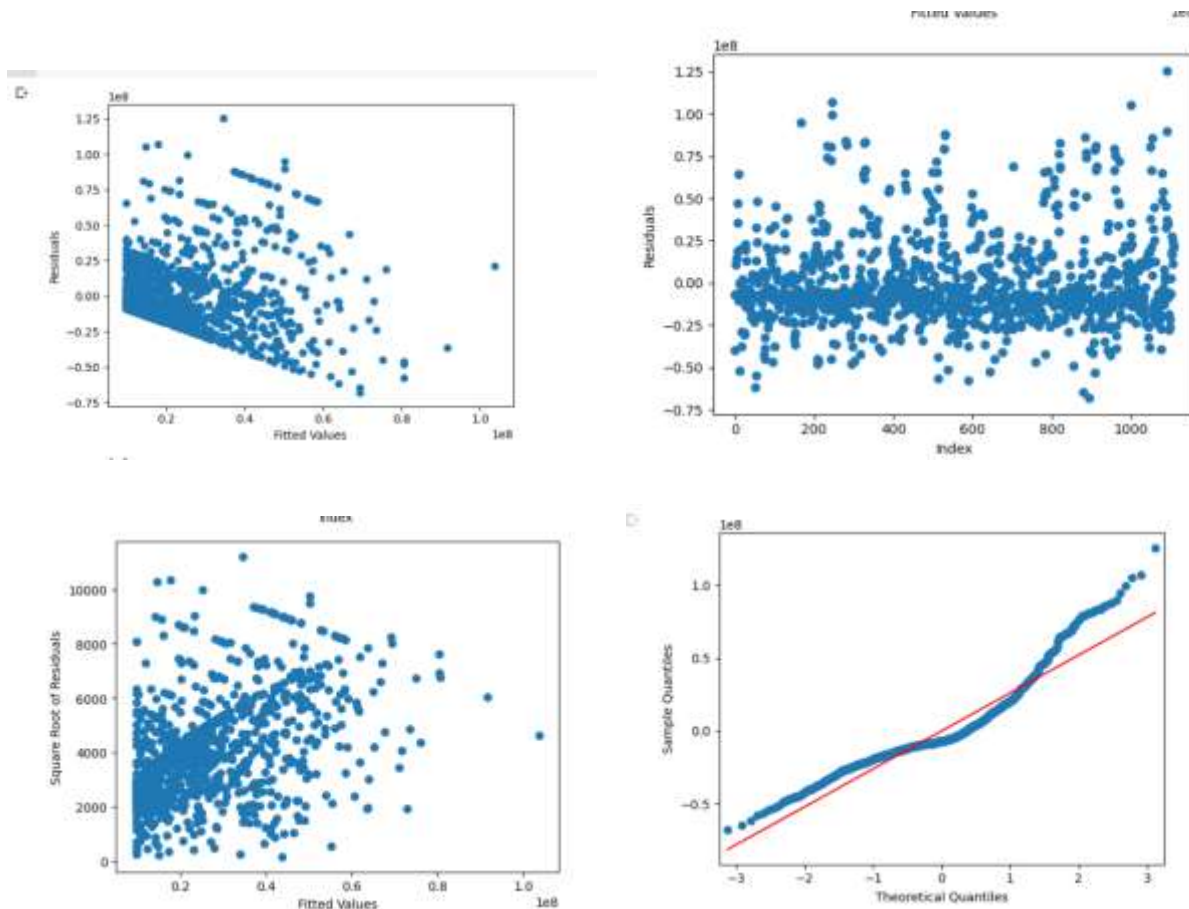 1e8
1.25
1.00
0.75
0.50
0.25
0.00
−0.25
−0.50
−0.75
Residuals
0.2 0.4 0.6 0.8 1.0
Fitted Values
1e8
Fitted Values
1e8
1.25
1.00
0.75
0.50
0.25
0.00
−0.25
−0.50
−0.75
Residuals
0 200 400 600 800 1000
Index
Index
10000
8000
6000
4000
2000
0
Square Root of Residuals
0.2 0.4 0.6 0.8 1.0
Fitted Values
1e8
1e8
1.0
0.5
0.0
−0.5
Sample Quantiles
−3 −2 −1 0 1 2 3
Theoretical Quantiles